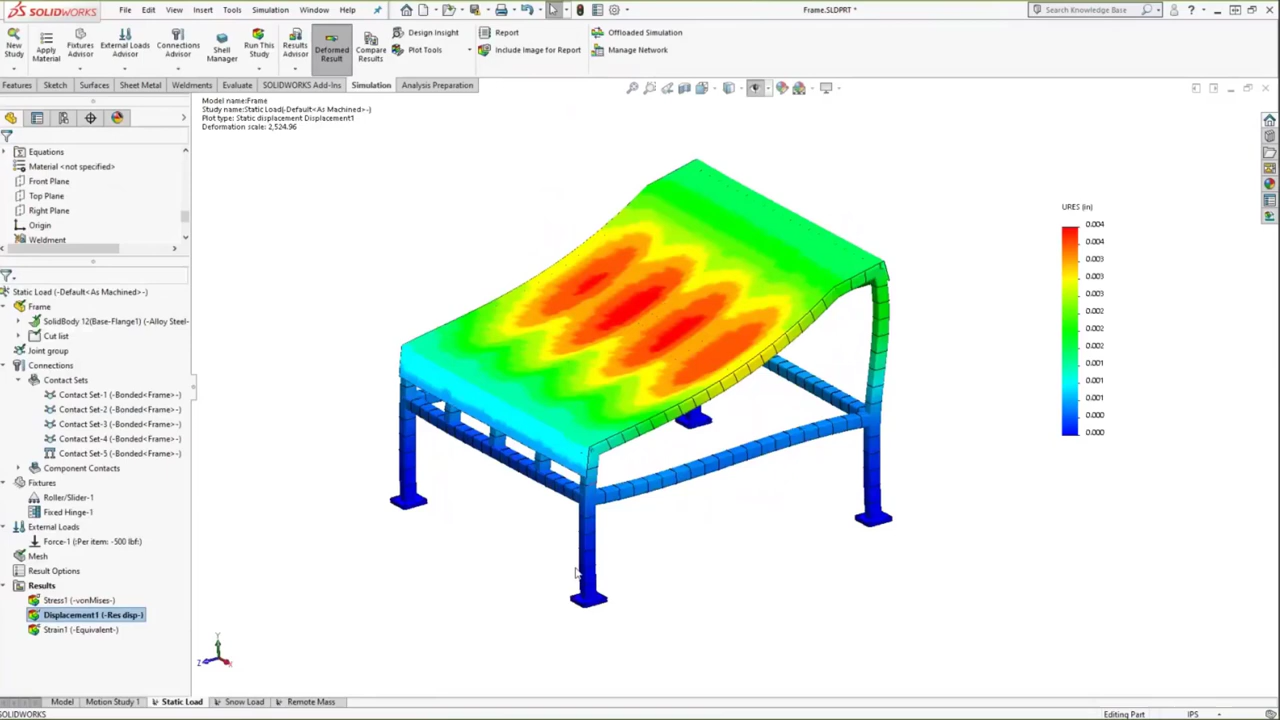 SOLIDWORKS File Edit View Insert Tools Simulation Window Help Frame.SLDPRT * Search Knowledge Base
New Study
Apply Material
Fixtures Advisor
External Loads Advisor
Connections Advisor
Shell Manager
Run This Study
Results Advisor
Deformed Result
Compare Results
Design Insight
Plot Tools
Report
Include Image for Report
Offloaded Simulation
Manage Network
Features Sketch Surfaces Sheet Metal Weldments Evaluate SOLIDWORKS Add-Ins Simulation Analysis Preparation
Model name:Frame
Study name:Static Load(-Default<As Machined>-)
Plot type: Static displacement Displacement1
Deformation scale: 2,524.96
Equations
Material <not specified>
Front Plane
Top Plane
Right Plane
Origin
Weldment
Static Load (-Default<As Machined>-)
Frame
SolidBody 12(Base-Flange1) (-Alloy Steel-
Cut list
Joint group
Connections
Contact Sets
Contact Set-1 (-Bonded<Frame>-)
Contact Set-2 (-Bonded<Frame>-)
Contact Set-3 (-Bonded<Frame>-)
Contact Set-4 (-Bonded<Frame>-)
Contact Set-5 (-Bonded<Frame>-)
Component Contacts
Fixtures
Roller/Slider-1
Fixed Hinge-1
External Loads
Force-1 (:Per item: -500 lbf:)
Mesh
Result Options
Results
Stress1 (-vonMises-)
Displacement1 (-Res disp-)
Strain1 (-Equivalent-)
URES (in)
0.004
0.004
0.003
0.003
0.002
0.002
0.001
0.001
0.000
0.000
Y
Z X
Model Motion Study 1 Static Load Snow Load Remote Mass
SOLIDWORKS Editing Part IPS